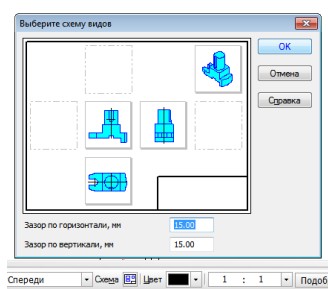 Выберите схему видов
OK
Отмена
Справка
Зазор по горизонтали, мм 15.00
Зазор по вертикали, мм 15.00
Спереди Схема Цвет 1 : 1 Подоб